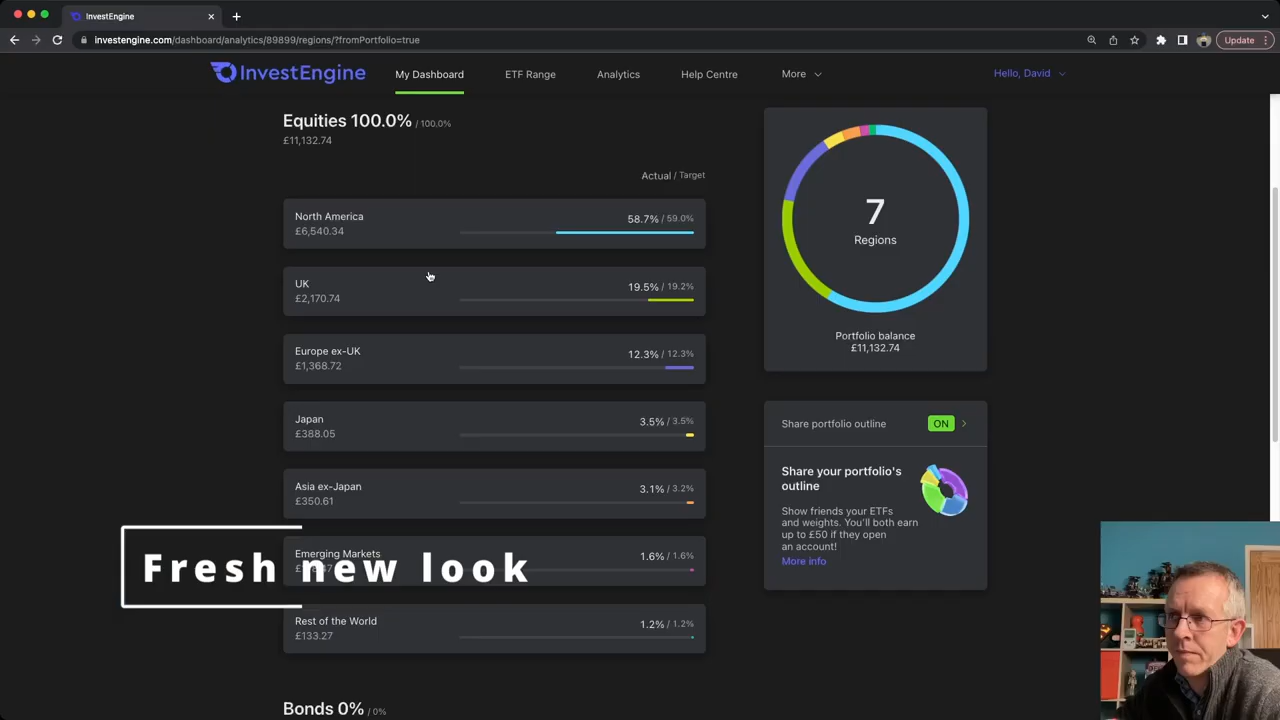 InvestEngine
investengine.com/dashboard/analytics/89899/regions/?fromPortfolio=true
Update
InvestEngine
My Dashboard
ETF Range
Analytics
Help Centre
More
Hello, David
Equities 100.0% / 100.0%
£11,132.74
Actual / Target
North America
£6,540.34
58.7% / 59.0%
UK
£2,170.74
19.5% / 19.2%
Europe ex-UK
£1,368.72
12.3% / 12.3%
Japan
£388.05
3.5% / 3.5%
Asia ex-Japan
£350.61
3.1% / 3.2%
Emerging Markets
1.6% / 1.6%
Fresh new look
Rest of the World
£133.27
1.2% / 1.2%
Bonds 0% / 0%
7
Regions
Portfolio balance
£11,132.74
Share portfolio outline
ON
Share your portfolio's
outline
Show friends your ETFs
and weights. You'll both earn
up to £50 if they open
an account!
More info